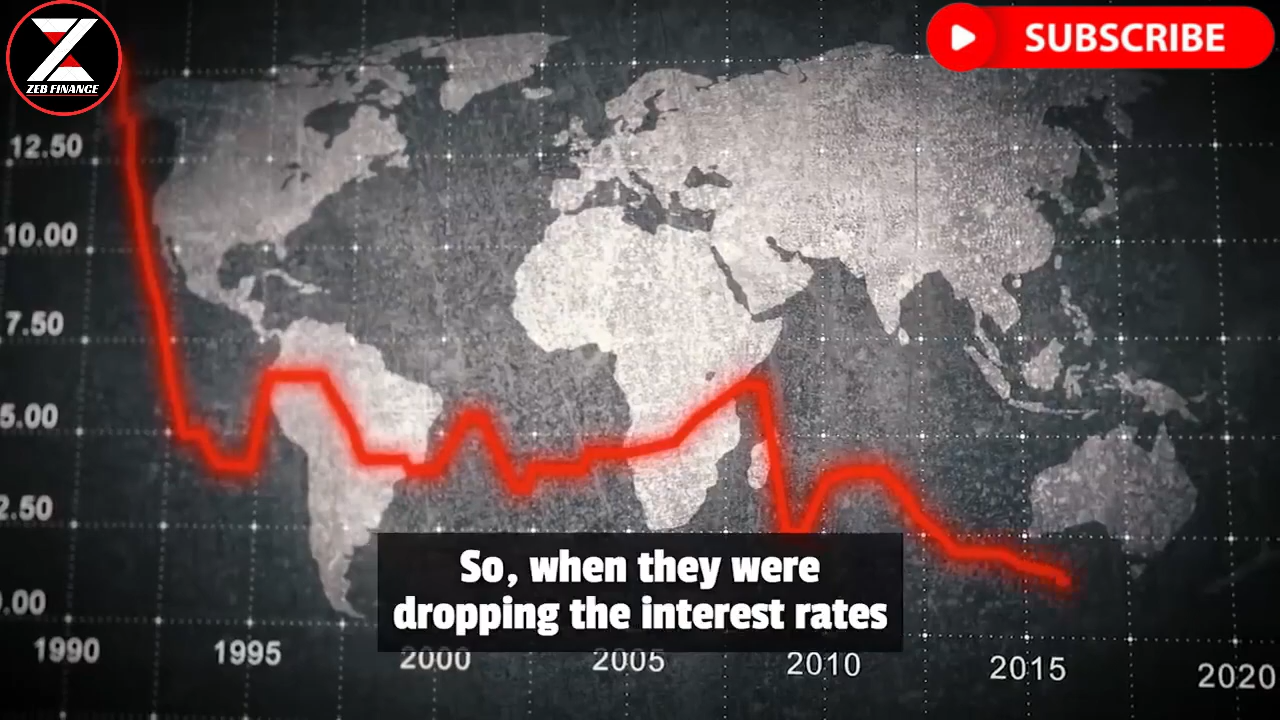 Z
ZEB FINANCE
SUBSCRIBE
12.50
10.00
7.50
5.00
2.50
0.00
So, when they were
dropping the interest rates
1990 1995 2000 2005 2010 2015 2020